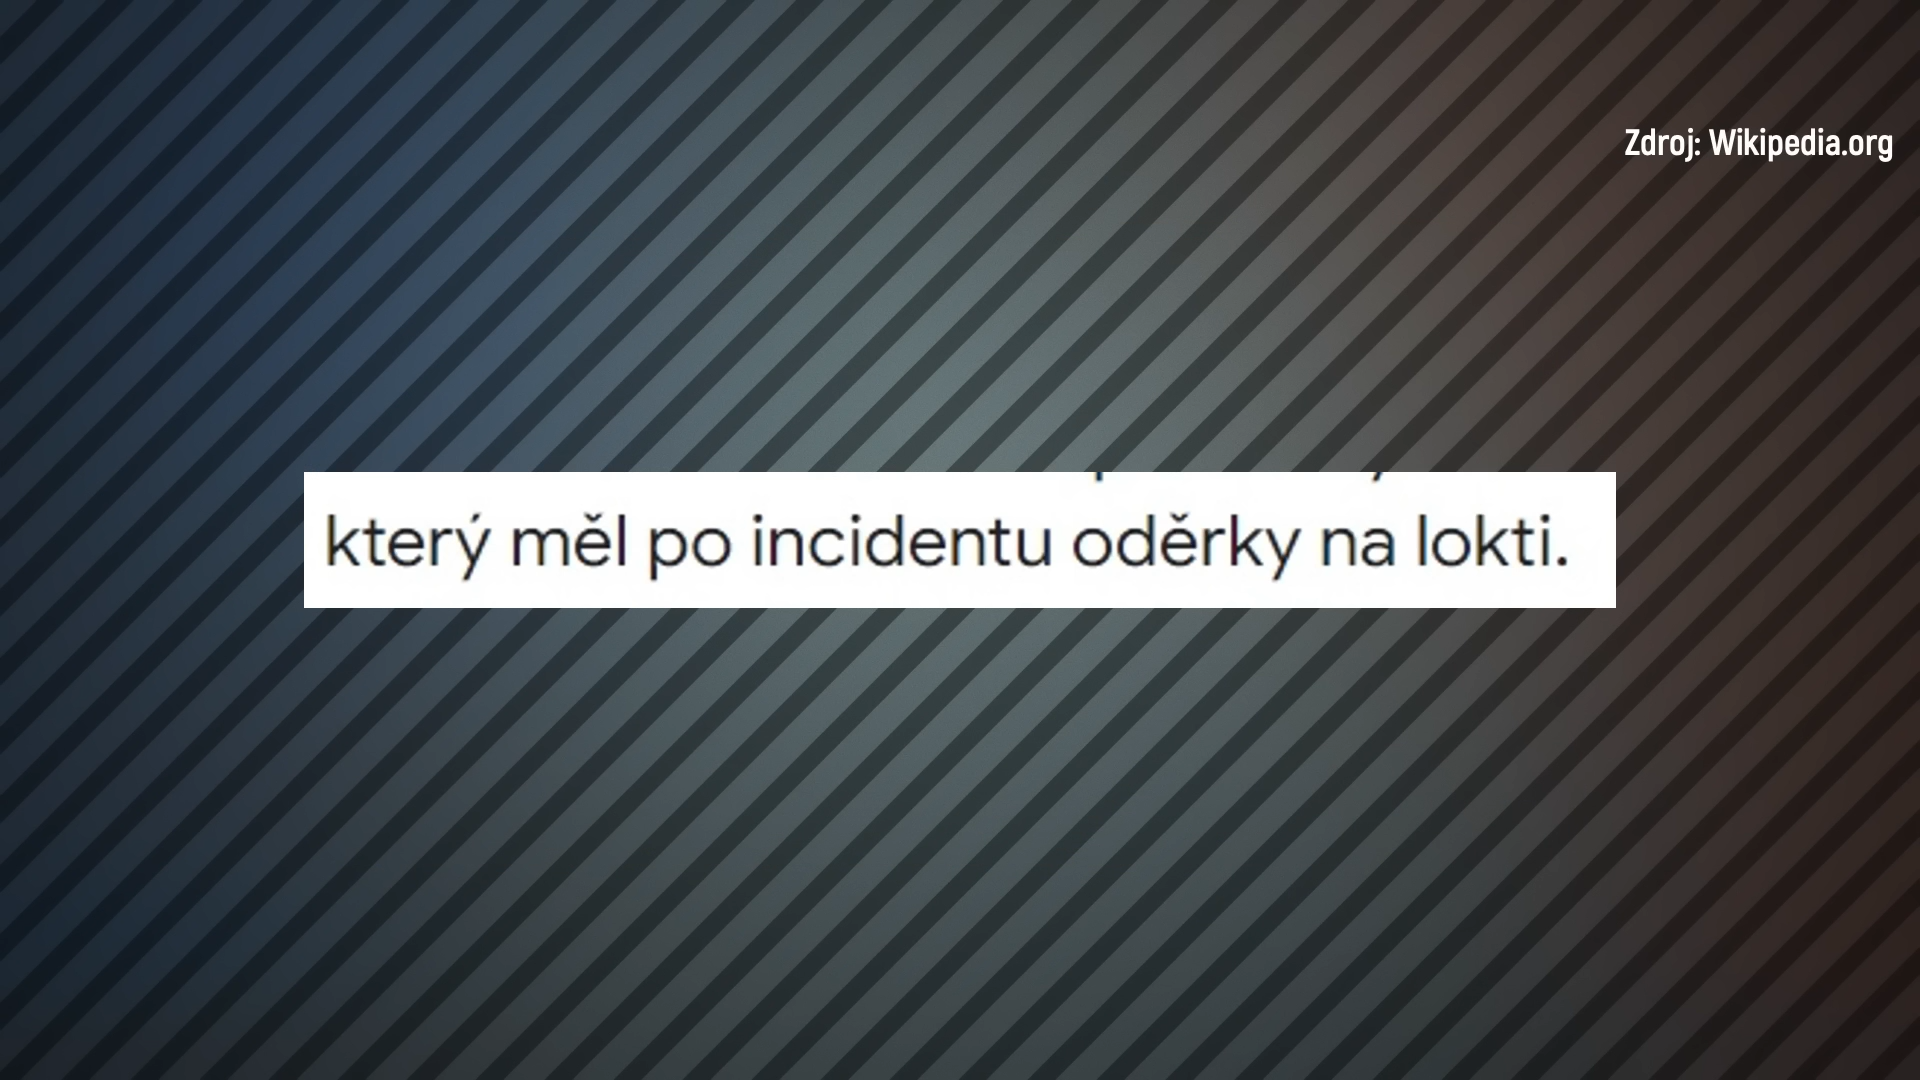 Zdroj: Wikipedia.org
který měl po incidentu oděrky na lokti.